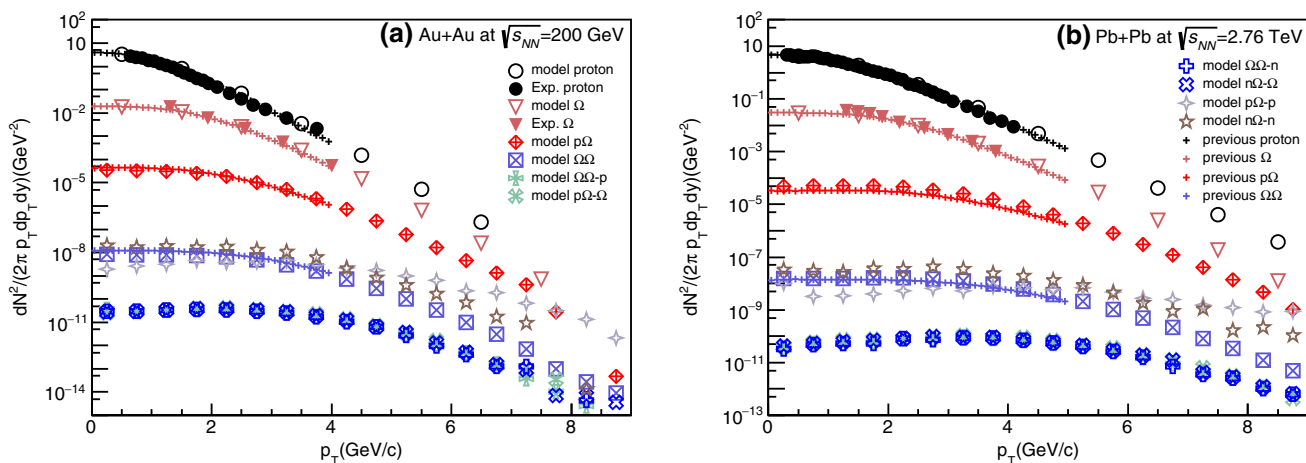 (a) Au+Au at √sNN=200 GeV
model proton
Exp. proton
model Ω
Exp. Ω
model pΩ
model ΩΩ
model ΩΩ-p
model pΩ-Ω
10²
10
10⁻²
10⁻⁵
10⁻⁸
10⁻¹¹
10⁻¹⁴
dN²/(2π pT dpT dy)(GeV⁻²)
0 2 4 6 8
pT(GeV/c)
(b) Pb+Pb at √sNN=2.76 TeV
model ΩΩ-n
model nΩ-Ω
model pΩ-p
model nΩ-n
previous proton
previous Ω
previous pΩ
previous ΩΩ
10³
10
10⁻¹
10⁻³
10⁻⁵
10⁻⁷
10⁻⁹
10⁻¹¹
10⁻¹³
dN²/(2π pT dpT dy)(GeV⁻²)
0 2 4 6 8
pT(GeV/c)